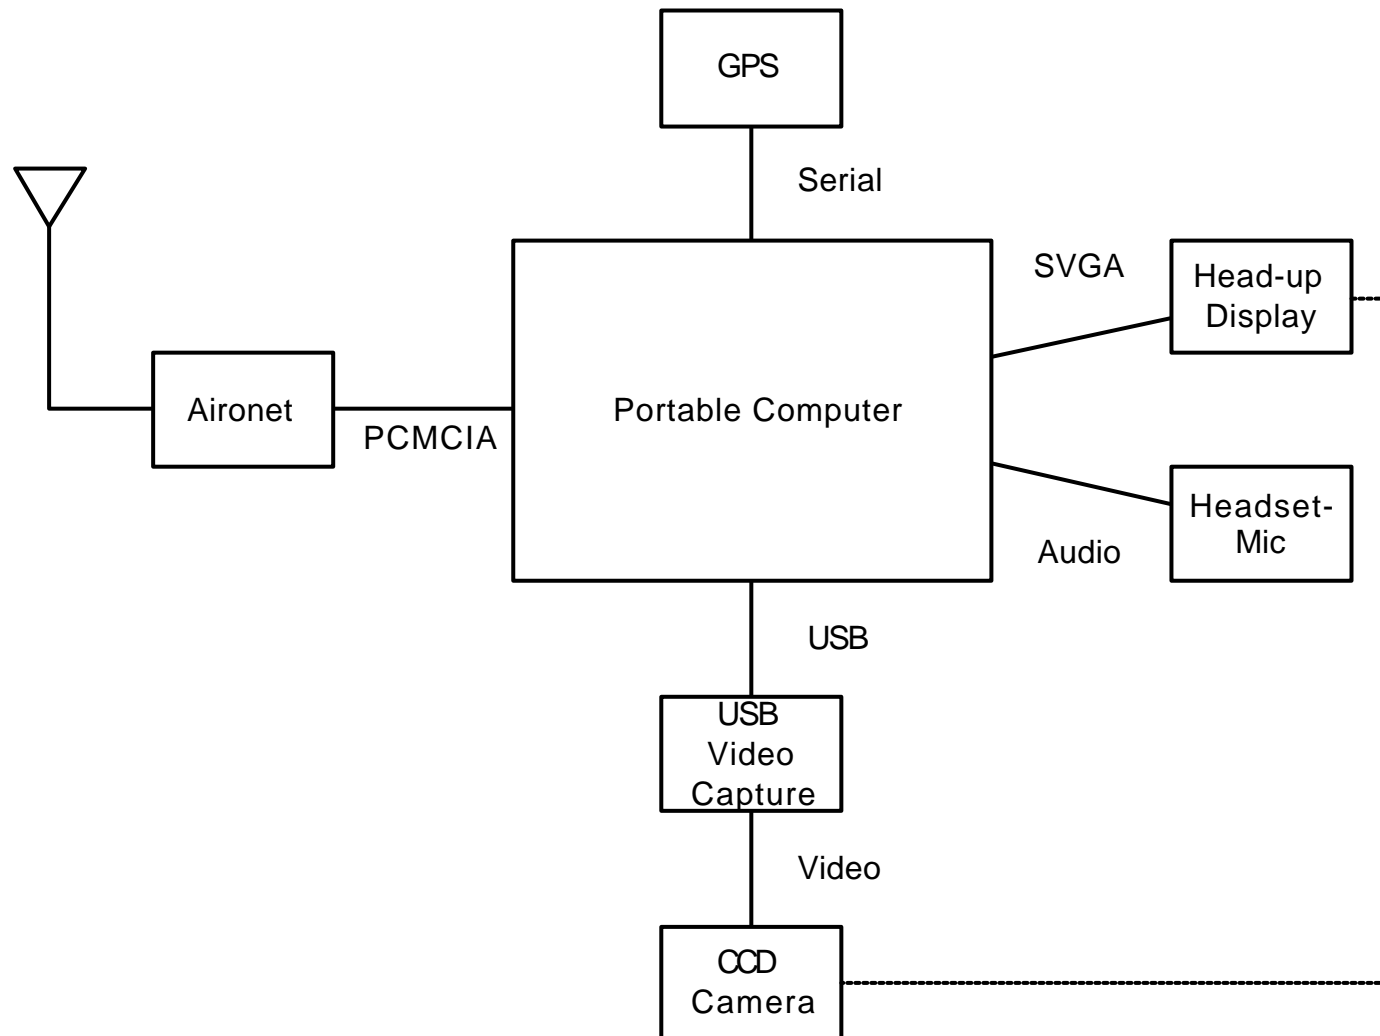 GPS
Serial
SVGA
Head-up
Display
Aironet
PCMCIA
Portable Computer
Headset-
Mic
Audio
USB
USB
Video
Capture
Video
CCD
Camera